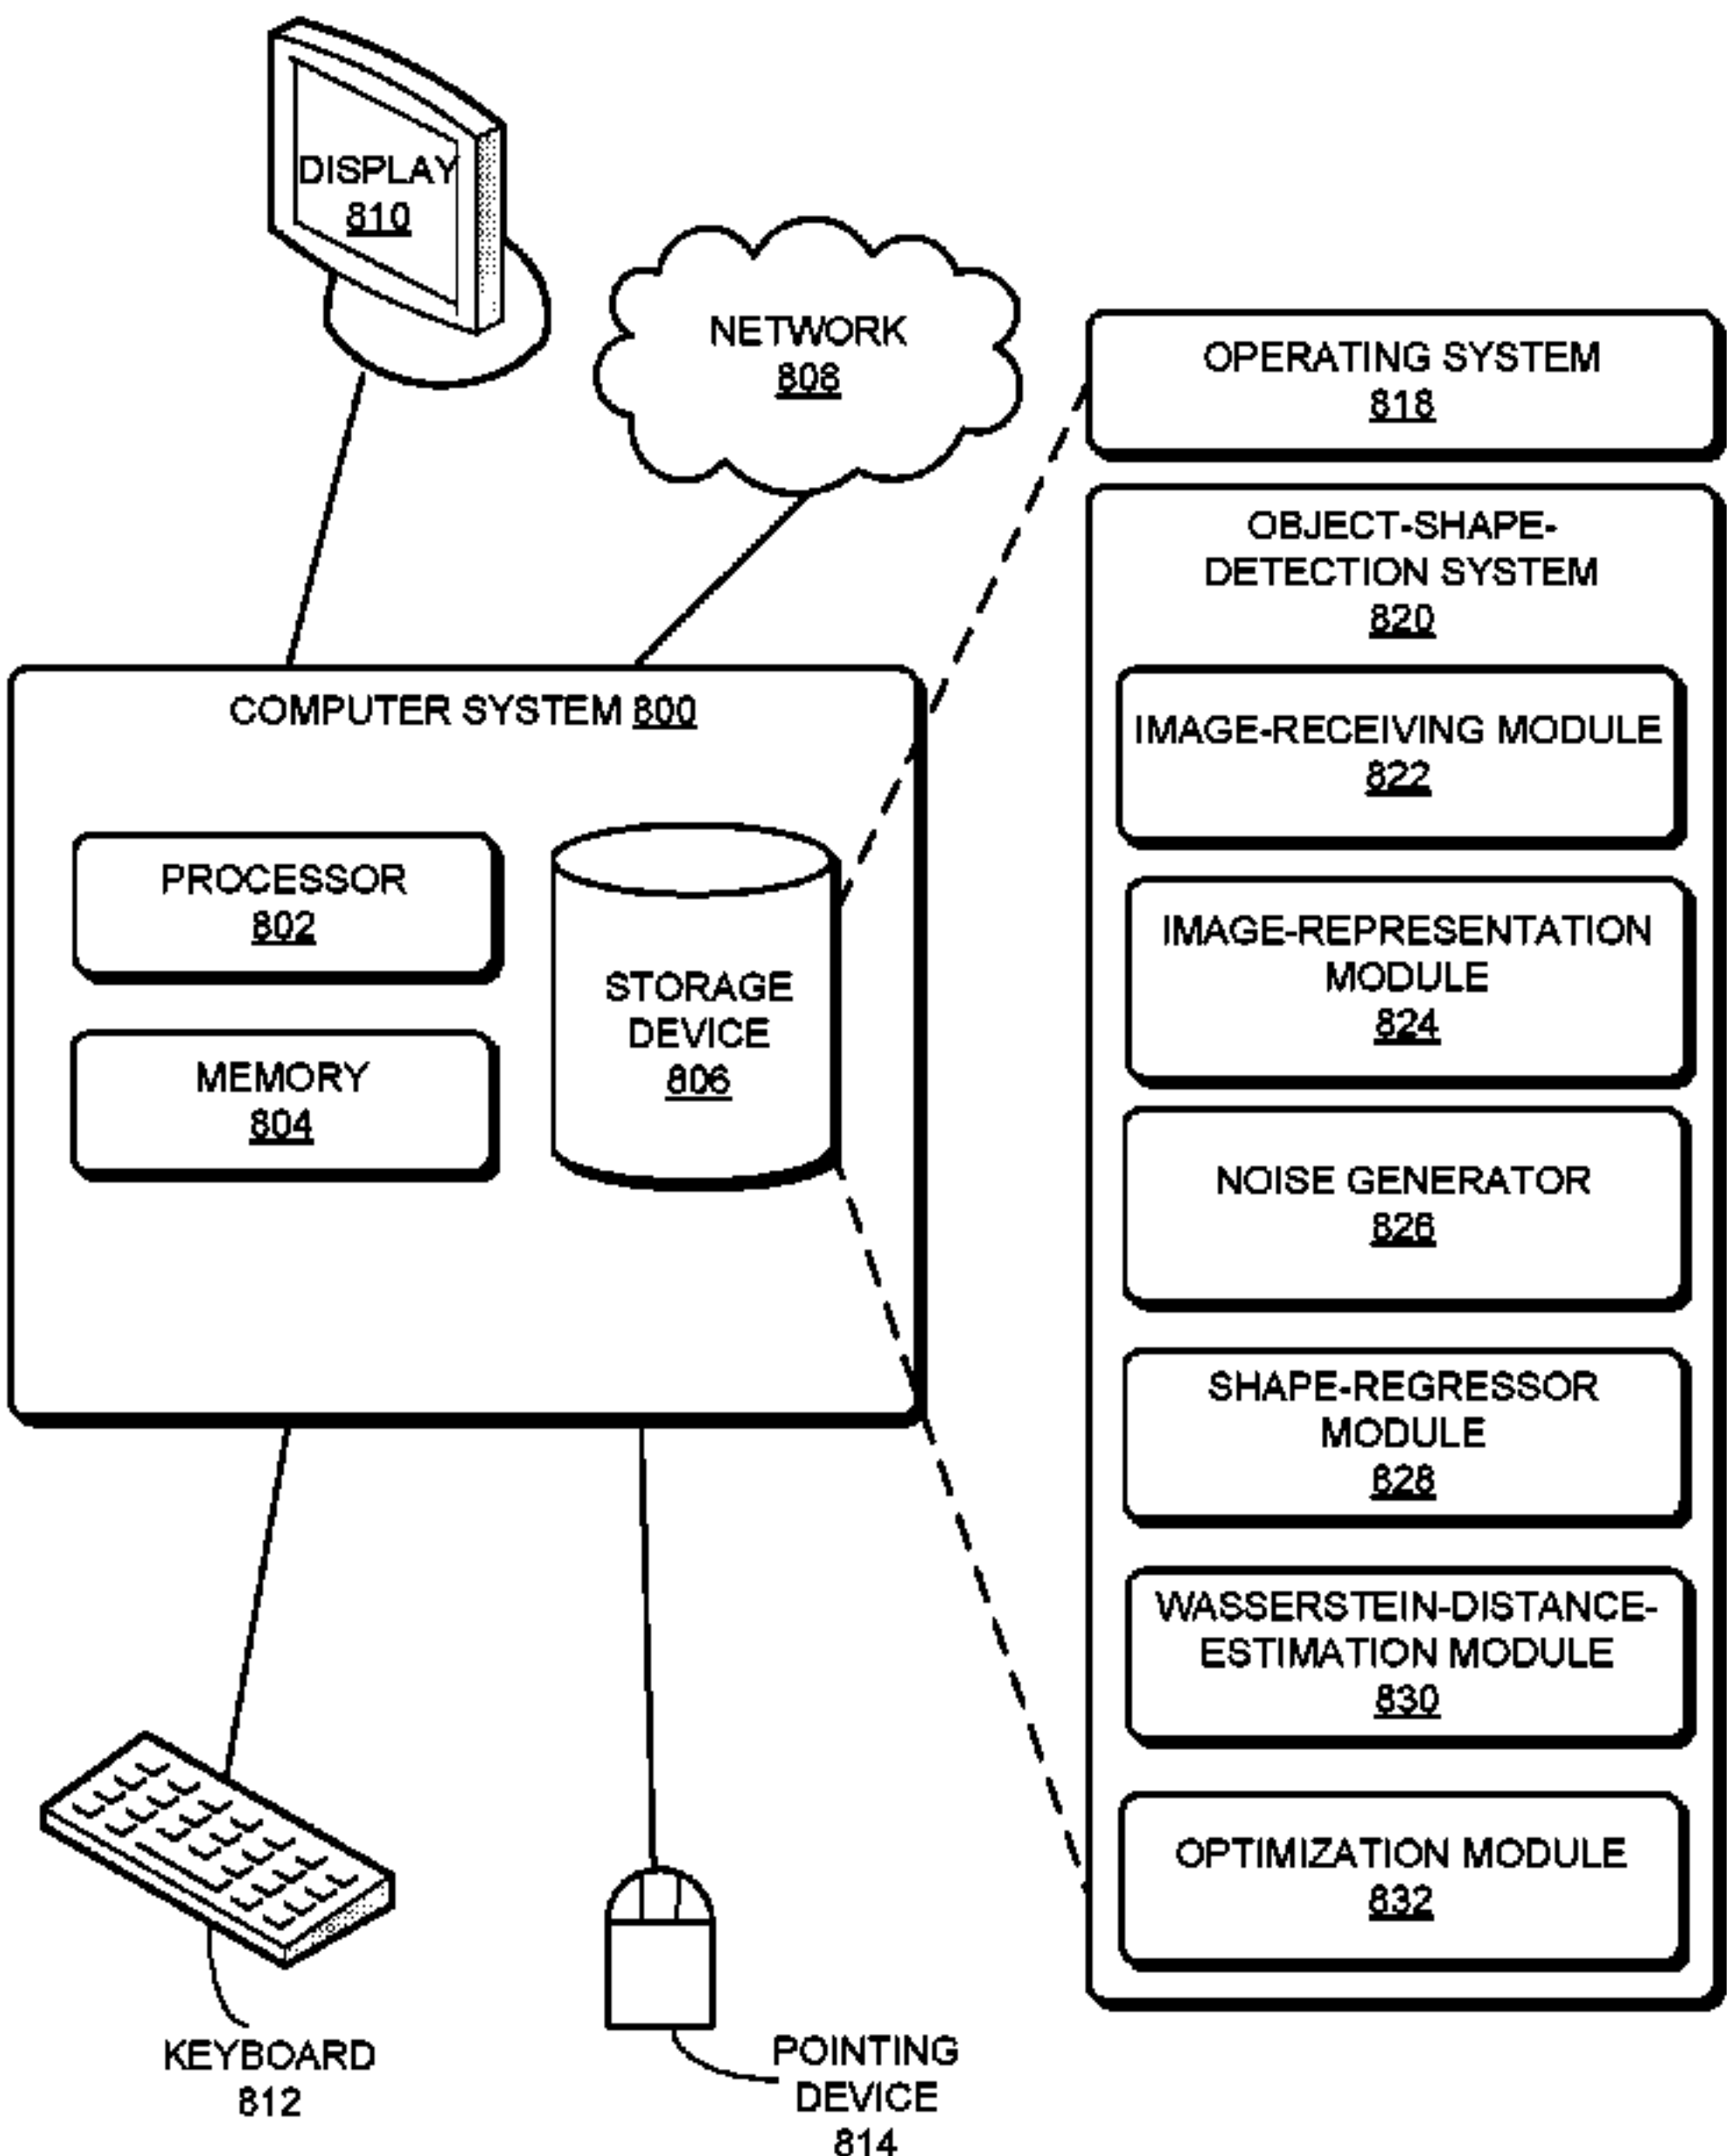 DISPLAY
810
NETWORK
808
OPERATING SYSTEM
818
OBJECT-SHAPE-
DETECTION SYSTEM
820
IMAGE-RECEIVING MODULE
822
IMAGE-REPRESENTATION
MODULE
824
NOISE GENERATOR
826
SHAPE-REGRESSOR
MODULE
828
WASSERSTEIN-DISTANCE-
ESTIMATION MODULE
830
OPTIMIZATION MODULE
832
COMPUTER SYSTEM 800
PROCESSOR
802
MEMORY
804
STORAGE
DEVICE
806
KEYBOARD
812
POINTING
DEVICE
814